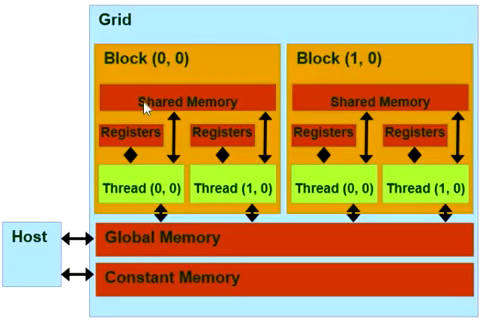 Grid
Block (0, 0)
Block (1, 0)
Shared Memory
Shared Memory
Registers
Registers
Registers
Registers
Thread (0, 0)
Thread (1, 0)
Thread (0, 0)
Thread (1, 0)
Host
Global Memory
Constant Memory